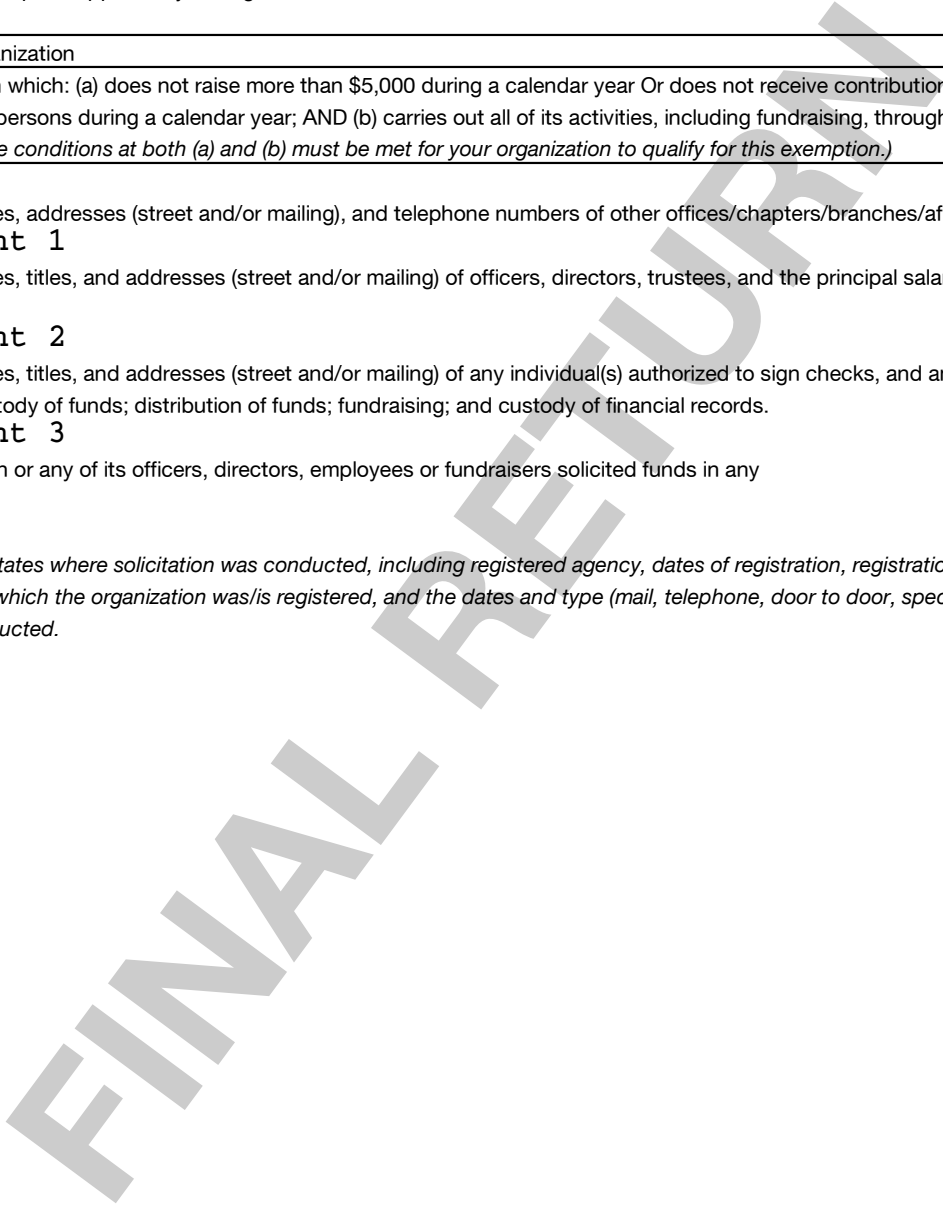 nization
which: (a) does not raise more than $5,000 during a calendar year Or does not receive contribution
persons during a calendar year; AND (b) carries out all of its activities, including fundraising, through
e conditions at both (a) and (b) must be met for your organization to qualify for this exemption.)
es, addresses (street and/or mailing), and telephone numbers of other offices/chapters/branches/af
nt 1
es, titles, and addresses (street and/or mailing) of officers, directors, trustees, and the principal sala
nt 2
es, titles, and addresses (street and/or mailing) of any individual(s) authorized to sign checks, and an
tody of funds; distribution of funds; fundraising; and custody of financial records.
nt 3
n or any of its officers, directors, employees or fundraisers solicited funds in any
tates where solicitation was conducted, including registered agency, dates of registration, registratio
which the organization was/is registered, and the dates and type (mail, telephone, door to door, spec
ucted.
FINAL RETURN